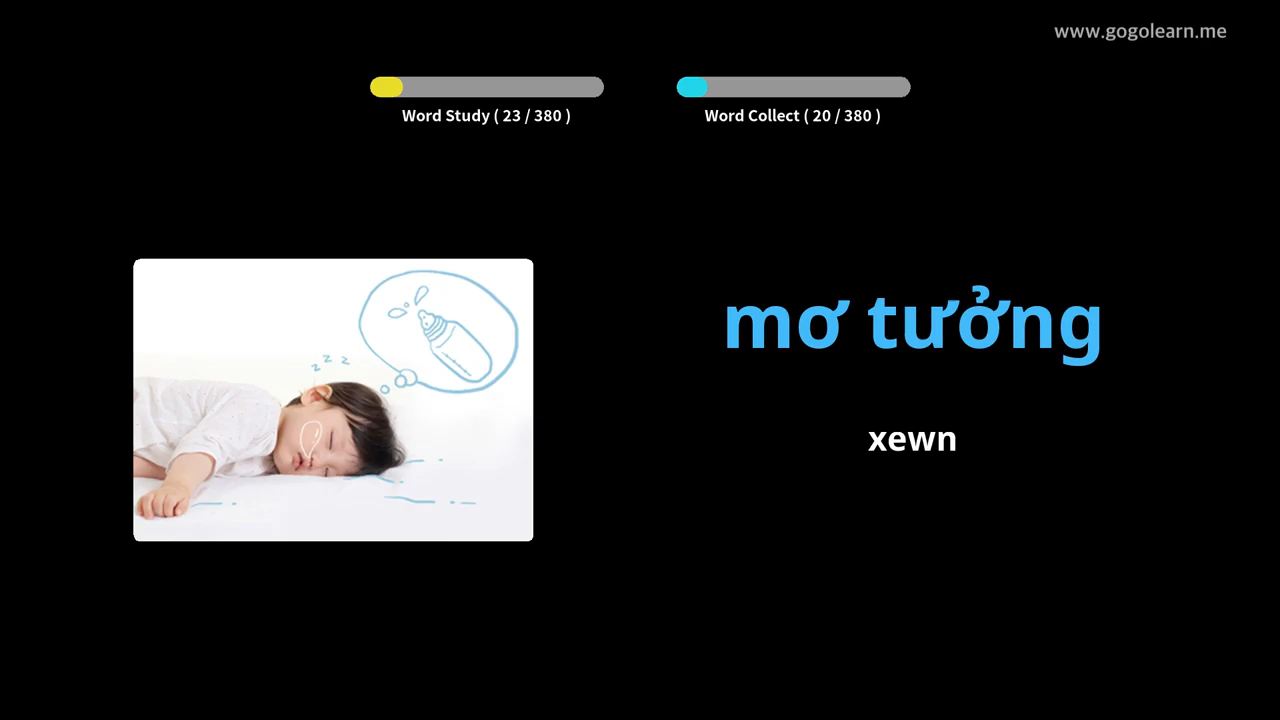 www.gogolearn.me
Word Study ( 23 / 380 )
Word Collect ( 20 / 380 )
z z z
mơ tưởng
xewn